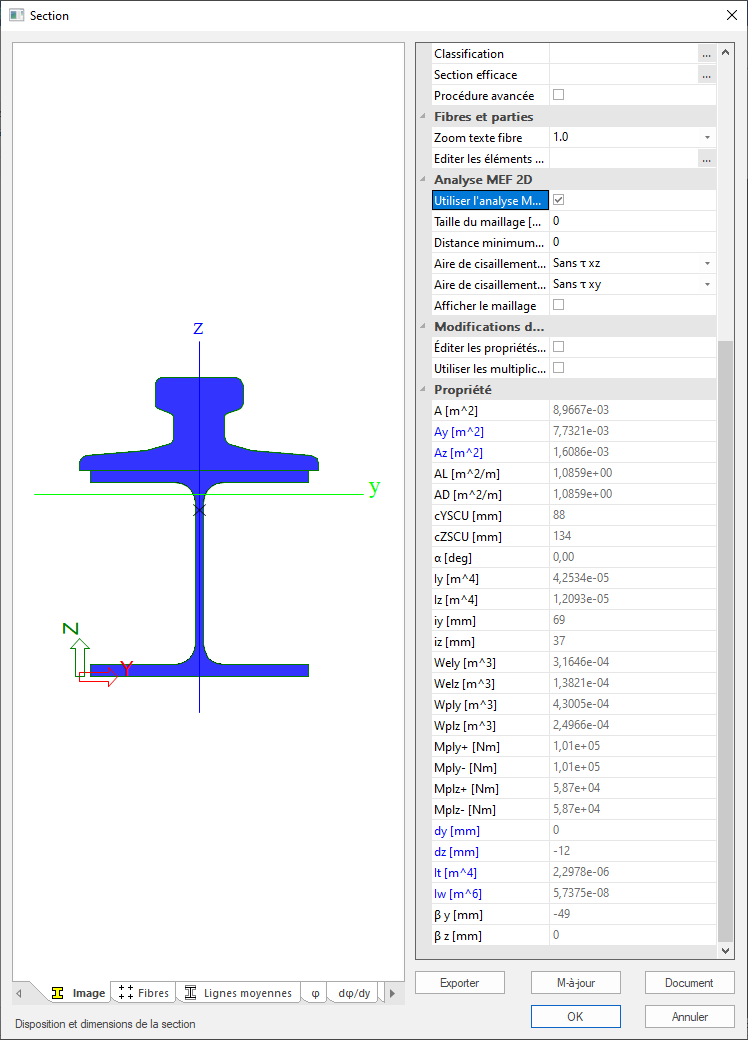 Section
z
y
Z
Y
Image
Fibres
Lignes moyennes
φ
dφ/dy
Disposition et dimensions de la section
Classification ...
Section efficace ...
Procédure avancée
Fibres et parties
Zoom texte fibre 1.0
Editer les éléments ... ...
Analyse MEF 2D
Utiliser l'analyse M...
Taille du maillage [... 0
Distance minimum... 0
Aire de cisaillement... Sans τ xz
Aire de cisaillement... Sans τ xy
Afficher le maillage
Modifications d...
Éditer les propriétés...
Utiliser les multiplic...
Propriété
A [m^2] 8,9667e-03
Ay [m^2] 7,7321e-03
Az [m^2] 1,6086e-03
AL [m^2/m] 1,0859e+00
AD [m^2/m] 1,0859e+00
cYSCU [mm] 88
cZSCU [mm] 134
α [deg] 0,00
Iy [m^4] 4,2534e-05
Iz [m^4] 1,2093e-05
iy [mm] 69
iz [mm] 37
Wely [m^3] 3,1646e-04
Welz [m^3] 1,3821e-04
Wply [m^3] 4,3005e-04
Wplz [m^3] 2,4966e-04
Mply+ [Nm] 1,01e+05
Mply- [Nm] 1,01e+05
Mplz+ [Nm] 5,87e+04
Mplz- [Nm] 5,87e+04
dy [mm] 0
dz [mm] -12
It [m^4] 2,2978e-06
Iw [m^6] 5,7375e-08
β y [mm] -49
β z [mm] 0
Exporter
M-à-jour
Document
OK
Annuler